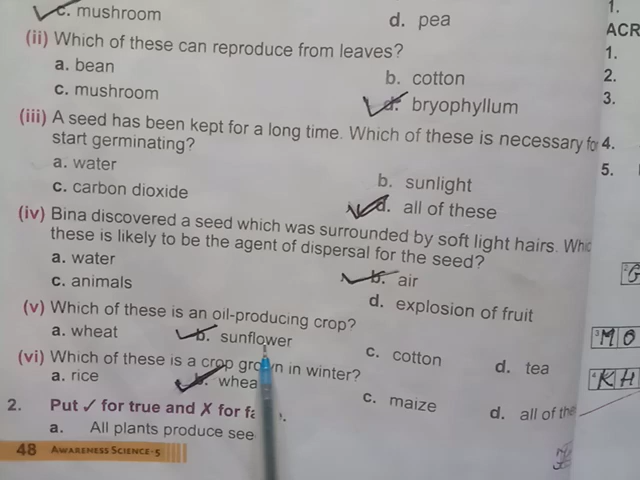 c. mushroom
d. pea
(ii) Which of these can reproduce from leaves?
a. bean
b. cotton
c. mushroom
d. bryophyllum
(iii) A seed has been kept for a long time. Which of these is necessary fo
start germinating?
a. water
b. sunlight
c. carbon dioxide
d. all of these
(iv) Bina discovered a seed which was surrounded by soft light hairs. Whic
these is likely to be the agent of dispersal for the seed?
a. water
b. air
c. animals
d. explosion of fruit
(v) Which of these is an oil-producing crop?
a. wheat
b. sunflower
c. cotton
d. tea
(vi) Which of these is a crop grown in winter?
a. rice
b. whea
c. maize
d. all of the
2. Put ✓ for true and ✗ for fa
a. All plants produce see
48 AWARENESS SCIENCE-5
1.
ACR
1.
2.
3.
4.
5.
2 G
3 M O
4 K H